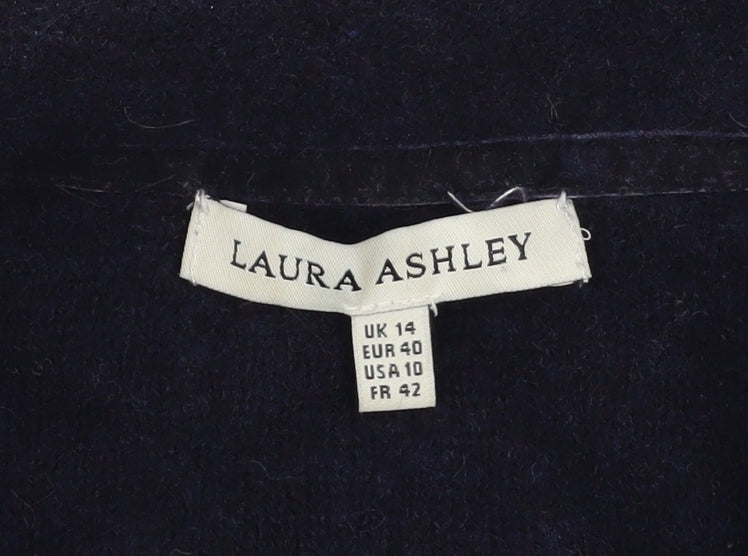 LAURA ASHLEY
UK 14
EUR 40
USA 10
FR 42